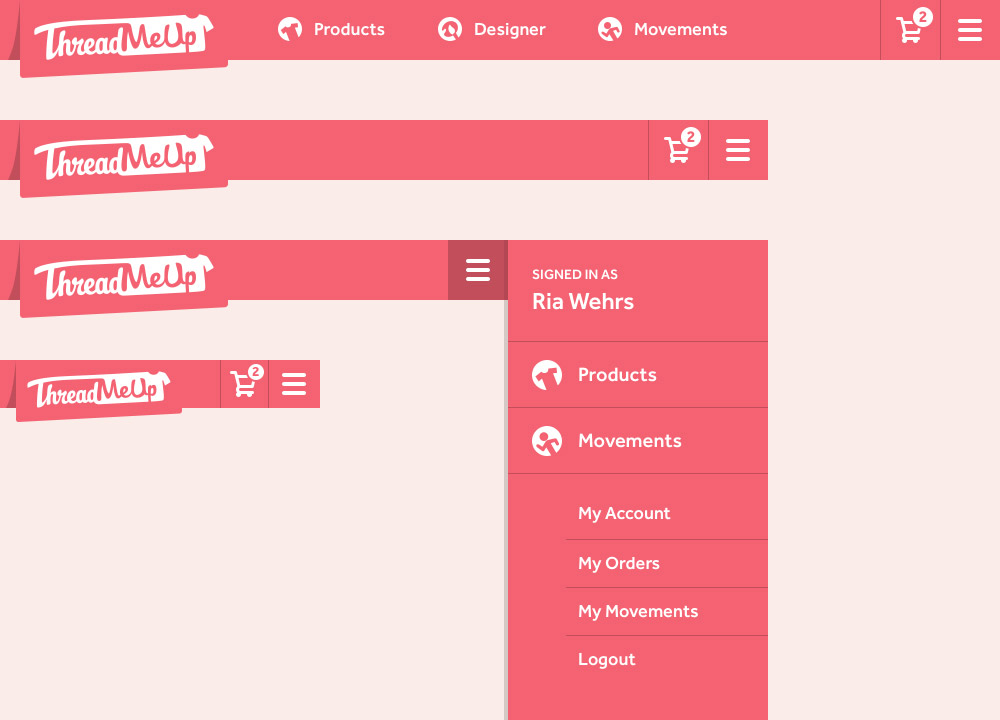 ThreadMeUp Products Designer Movements 2
ThreadMeUp 2
ThreadMeUp
SIGNED IN AS
Ria Wehrs
ThreadMeUp 2
Products
Movements
My Account
My Orders
My Movements
Logout